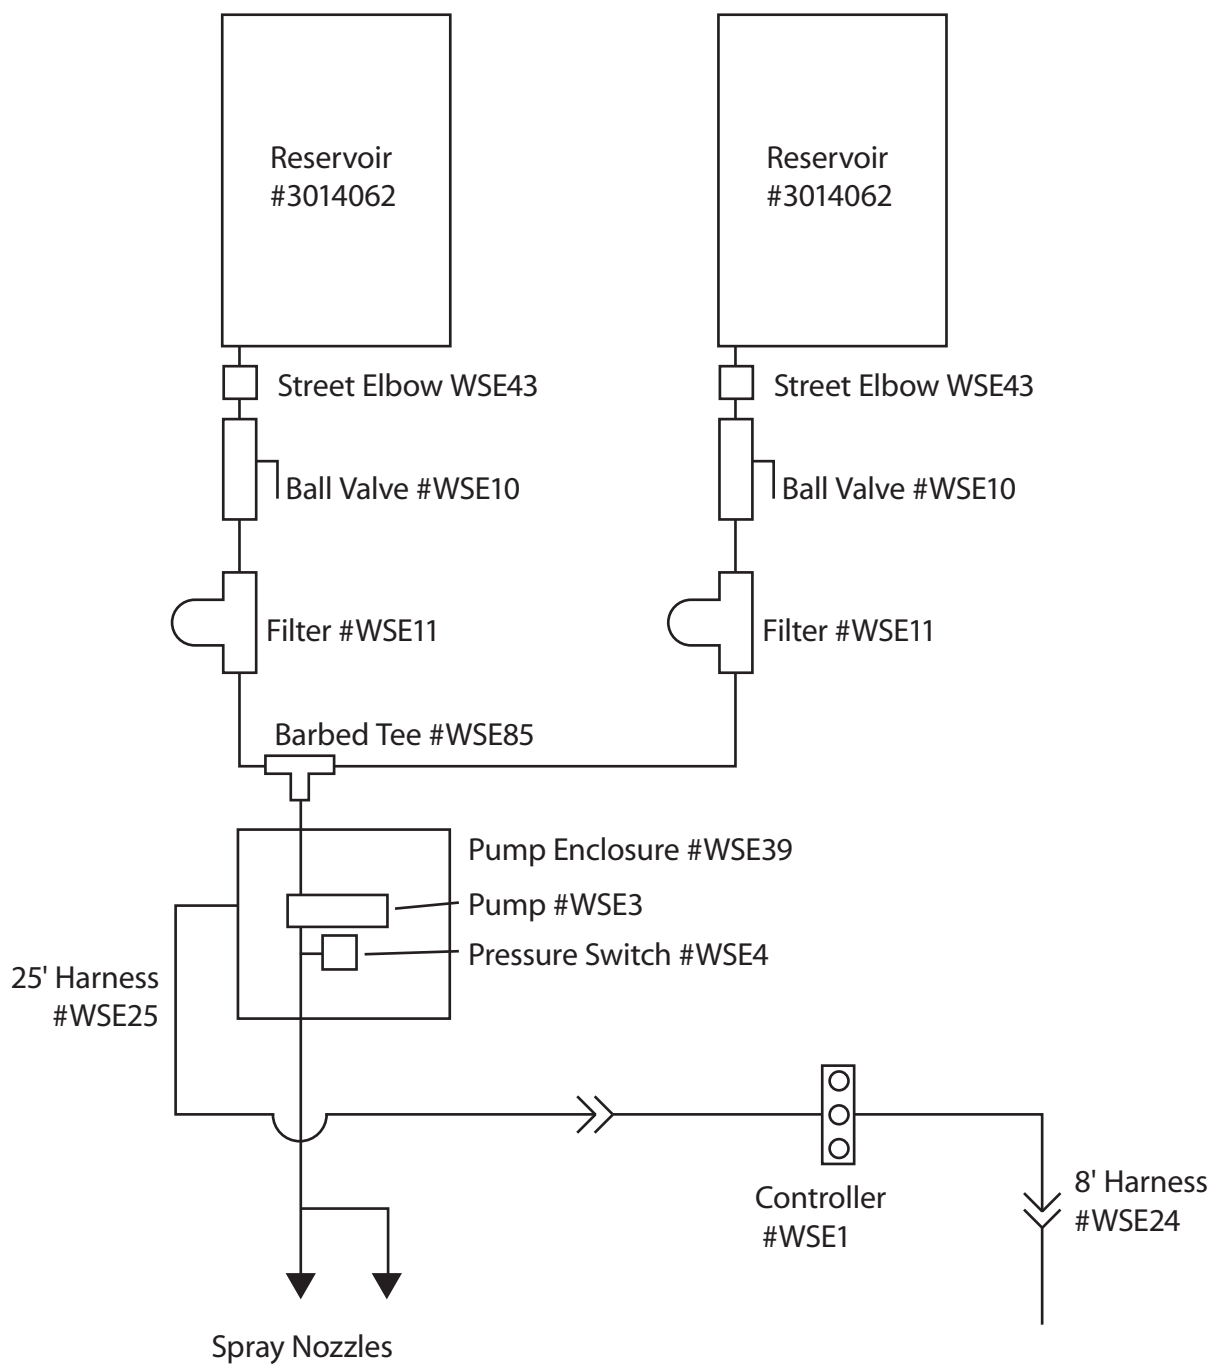 Reservoir
#3014062
Reservoir
#3014062
Street Elbow WSE43
Street Elbow WSE43
Ball Valve #WSE10
Ball Valve #WSE10
Filter #WSE11
Filter #WSE11
Barbed Tee #WSE85
Pump Enclosure #WSE39
Pump #WSE3
Pressure Switch #WSE4
25' Harness
#WSE25
Controller
#WSE1
8' Harness
#WSE24
Spray Nozzles